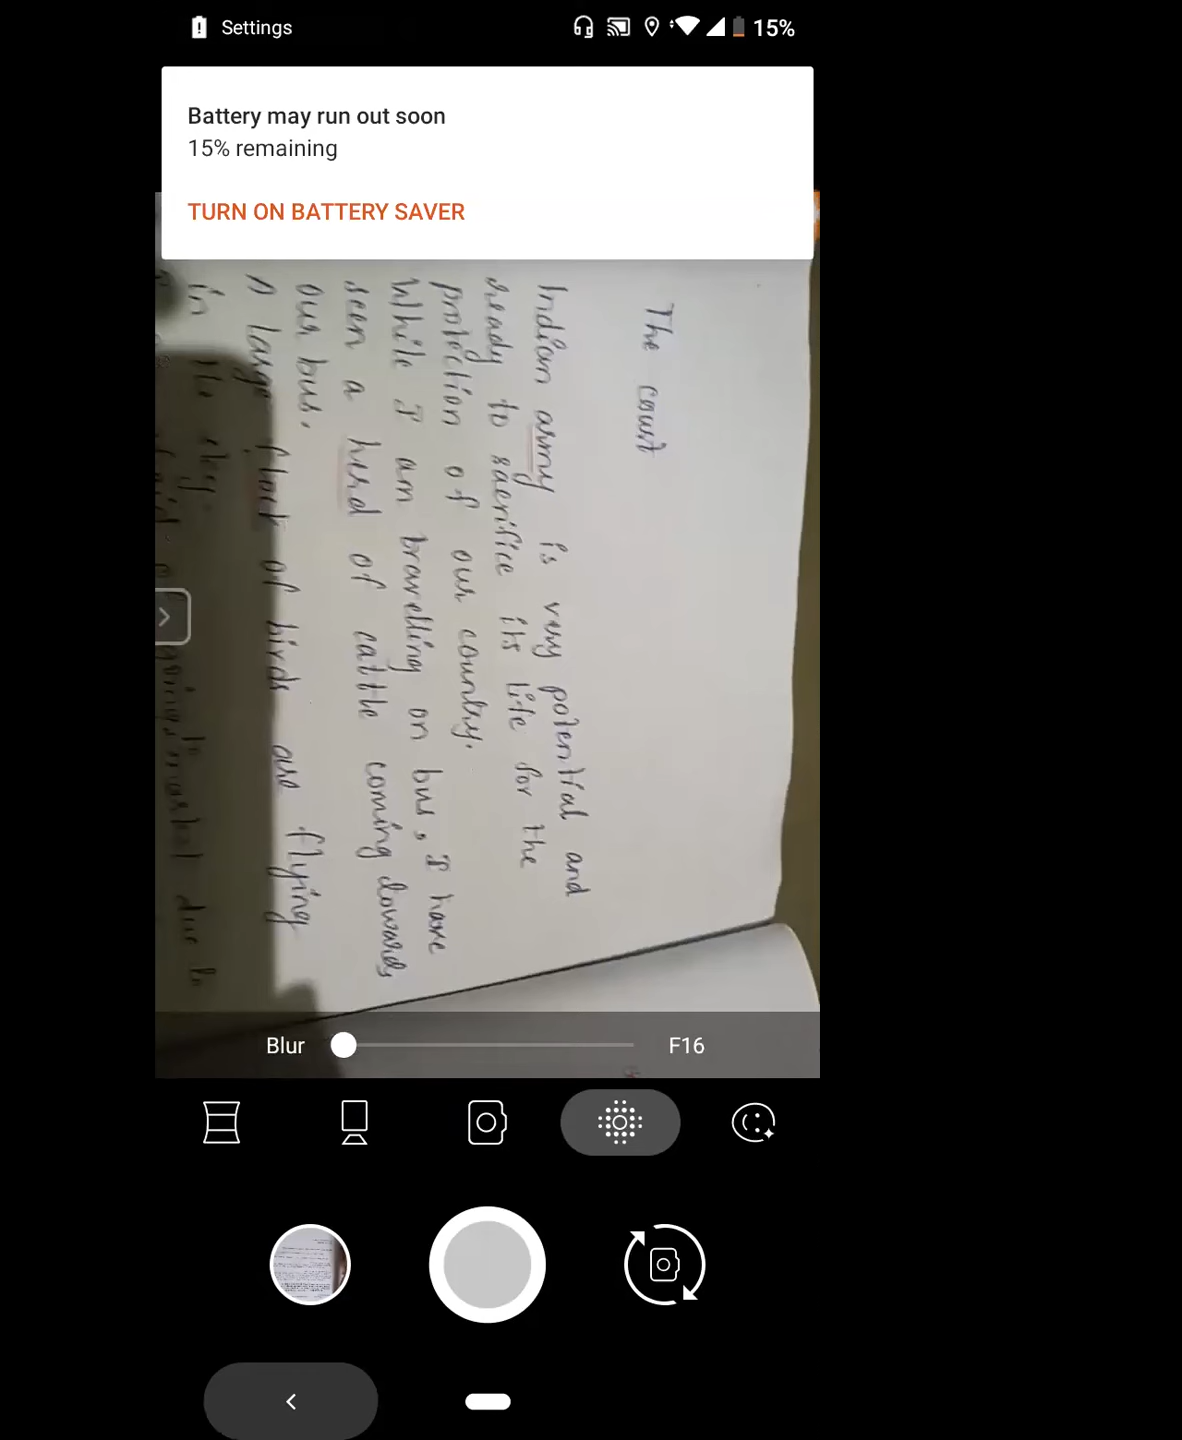 Settings
15%
Battery may run out soon
15% remaining
TURN ON BATTERY SAVER
The court
Indian army is very potential and
ready to sacrifice its life for the
protection of our country.
While I am travelling on bus, I have
seen a herd of cattle coming towards
our bus.
A large flock of birds are flying
in the sky.
due to
Blur
F16